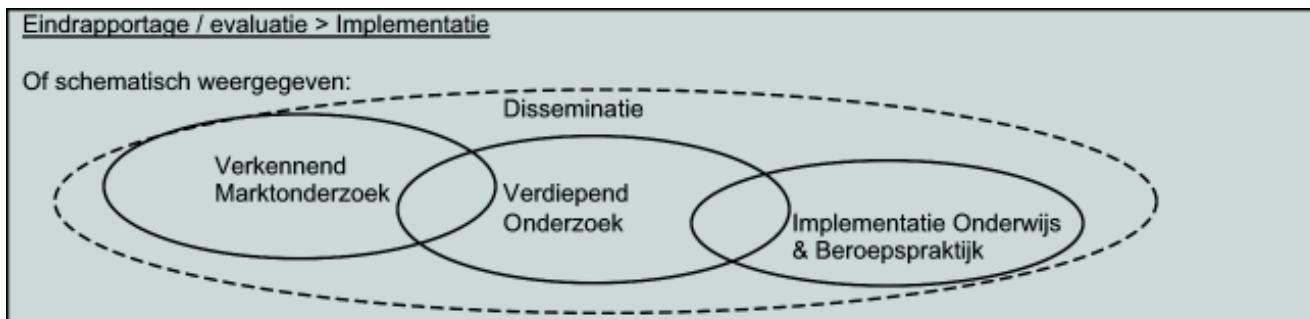 Eindrapportage / evaluatie > Implementatie
Of schematisch weergegeven:
Disseminatie
Verkennend
Marktonderzoek
Verdiepend
Onderzoek
Implementatie Onderwijs
& Beroepspraktijk